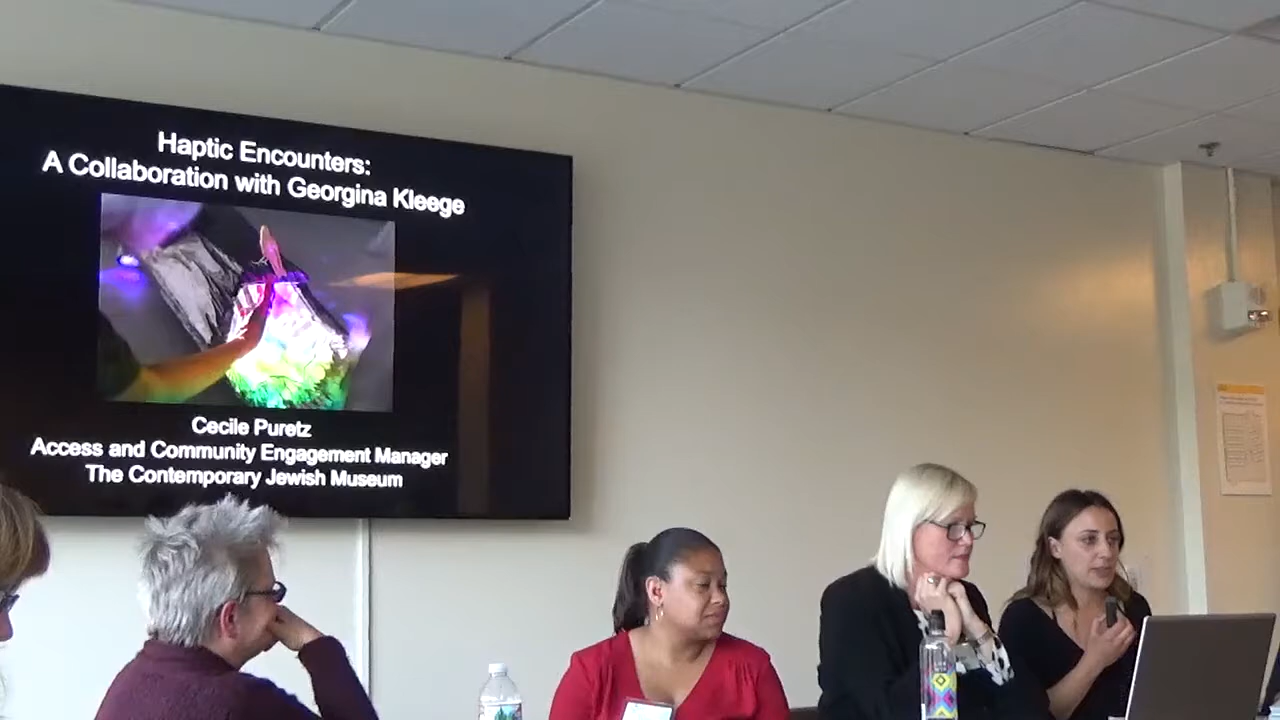 Haptic Encounters:
A Collaboration with Georgina Kleege
Cecile Puretz
Access and Community Engagement Manager
The Contemporary Jewish Museum